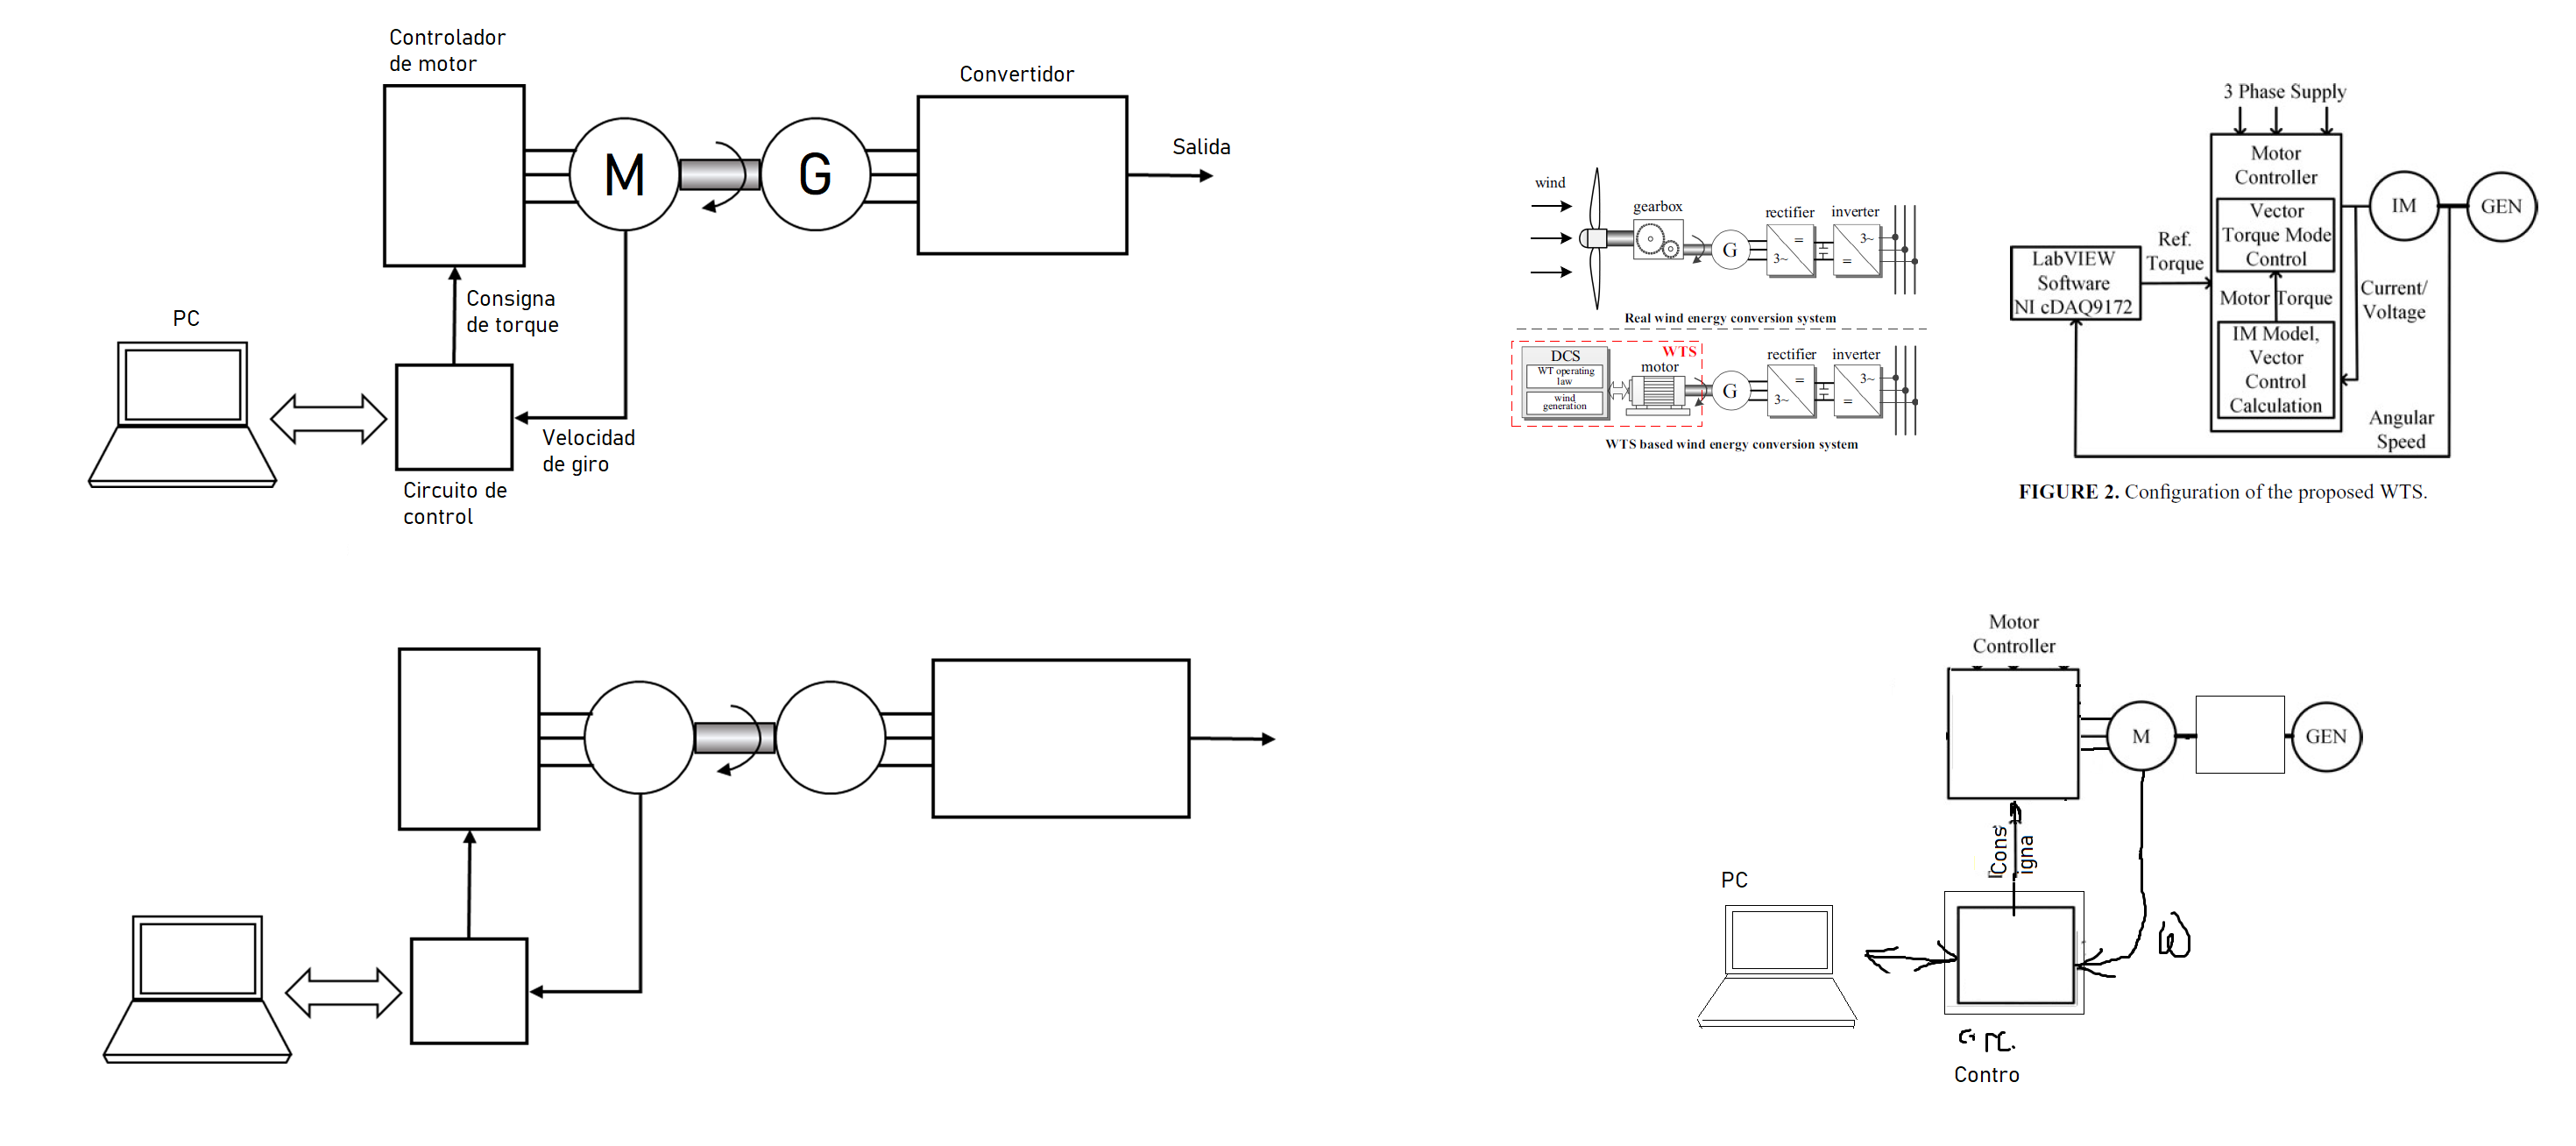 Controlador
de motor
Convertidor
M
G
Salida
Consigna
de torque
PC
Velocidad
de giro
Circuito de
control
wind
gearbox
rectifier
inverter
G
=
3~
3~
=
Real wind energy conversion system
DCS
WT operating
law
wind
generation
WTS
motor
rectifier
inverter
G
=
3~
3~
=
WTS based wind energy conversion system
3 Phase Supply
Motor
Controller
Vector
Torque Mode
Control
Motor Torque
IM Model,
Vector
Control
Calculation
IM
GEN
LabVIEW
Software
NI cDAQ9172
Ref.
Torque
Current/
Voltage
Angular
Speed
FIGURE 2. Configuration of the proposed WTS.
Motor
Controller
M
GEN
Cons
igna
PC
Contro